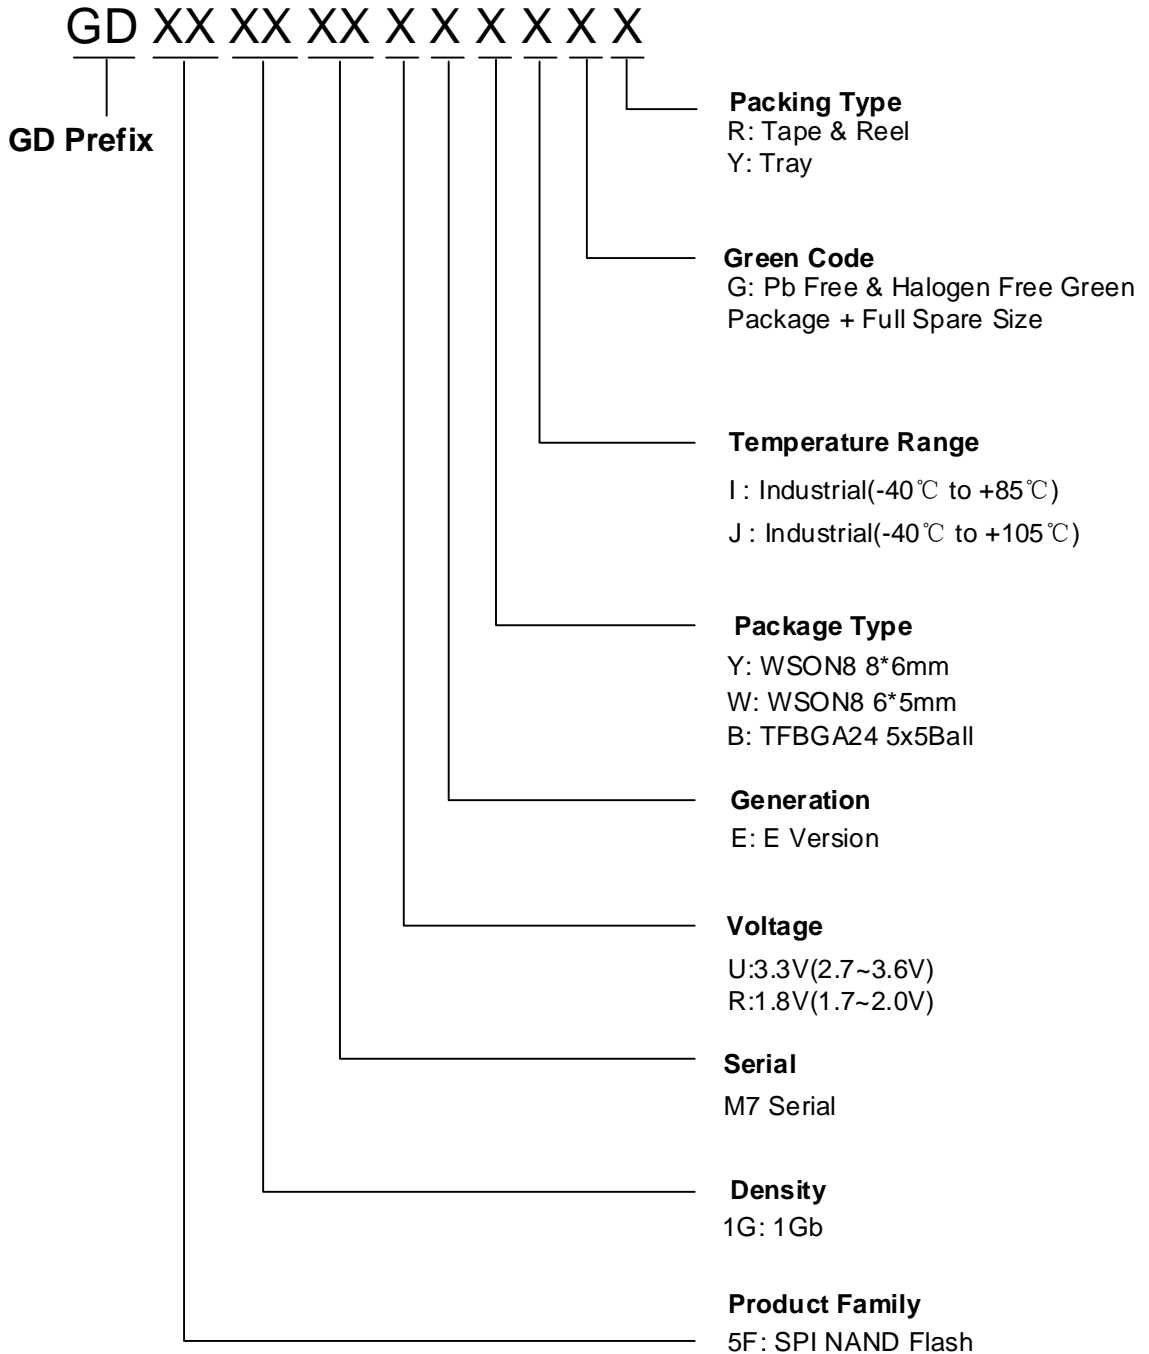 GD XX XX XX X X X X X X
GD Prefix
Packing Type
R: Tape & Reel
Y: Tray
Green Code
G: Pb Free & Halogen Free Green
Package + Full Spare Size
Temperature Range
I : Industrial(-40℃ to +85℃)
J : Industrial(-40℃ to +105℃)
Package Type
Y: WSON8 8*6mm
W: WSON8 6*5mm
B: TFBGA24 5x5Ball
Generation
E: E Version
Voltage
U:3.3V(2.7~3.6V)
R:1.8V(1.7~2.0V)
Serial
M7 Serial
Density
1G: 1Gb
Product Family
5F: SPI NAND Flash